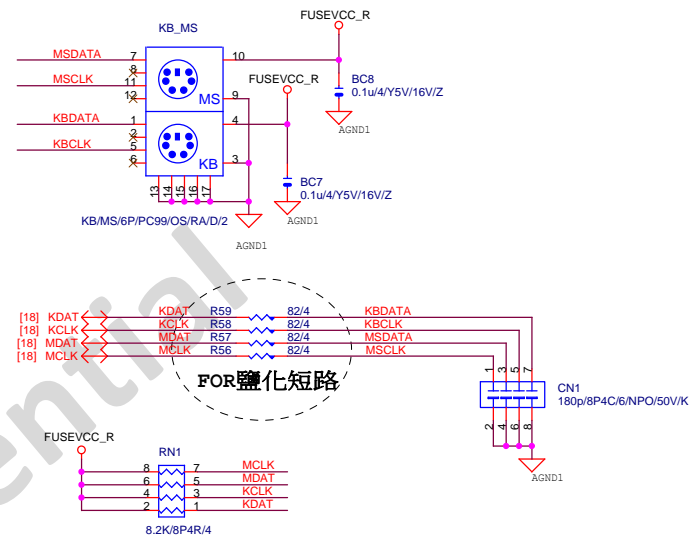 FUSEVCC_R
KB_MS
MSDATA 7 10
8
MSCLK 11
12 MS 9
FUSEVCC_R
BC8
0.1u/4/Y5V/16V/Z
AGND1
KBDATA 1 4
2
KBCLK 5
6 KB 3
13 14 15 16 17
BC7
0.1u/4/Y5V/16V/Z
KB/MS/6P/PC99/OS/RA/D/2
AGND1
AGND1
[18] KDAT KDAT R59 82/4 KBDATA
[18] KCLK KCLK R58 82/4 KBCLK
[18] MDAT MDAT R57 82/4 MSDATA
[18] MCLK MCLK R56 82/4 MSCLK
FOR鹽化短路
1 3 5 7
CN1
180p/8P4C/6/NPO/50V/K
2 4 6 8
AGND1
FUSEVCC_R
RN1
8 7 MCLK
6 5 MDAT
4 3 KCLK
2 1 KDAT
8.2K/8P4R/4
ential